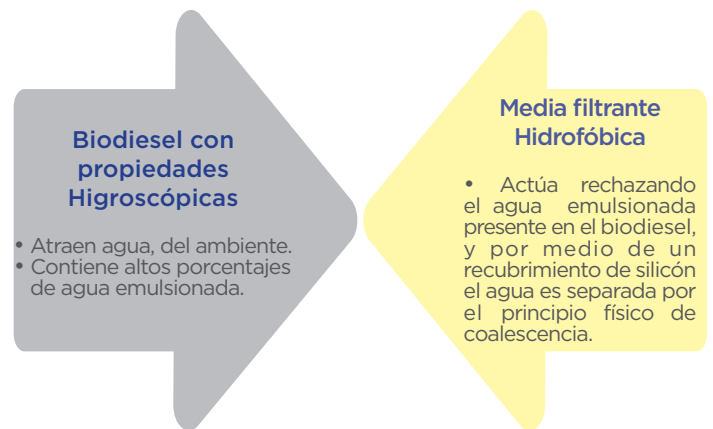 Biodiesel con
propiedades
Higroscópicas
• Atraen agua, del ambiente.
• Contiene altos porcentajes
de agua emulsionada.
Media filtrante
Hidrofóbica
• Actúa rechazando
el agua emulsionada
presente en el biodiesel,
y por medio de un
recubrimiento de silicón
el agua es separada por
el principio físico de
coalescencia.